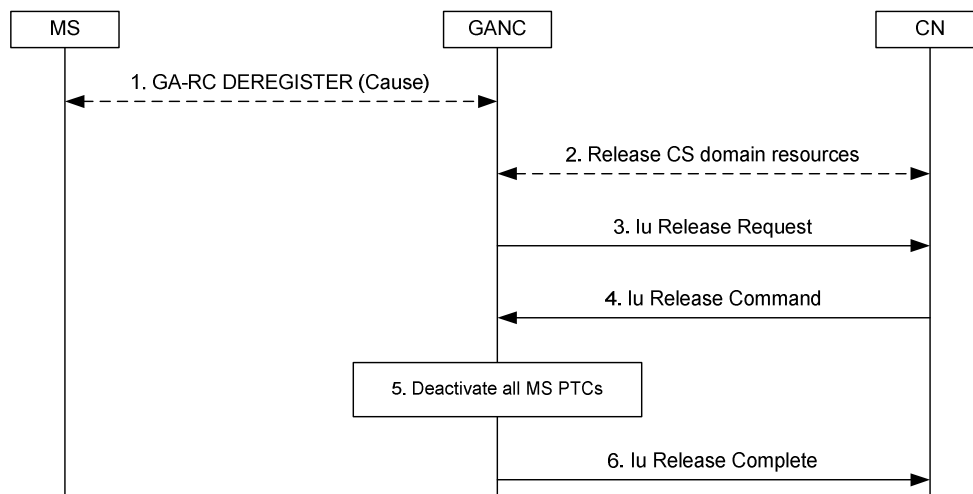 MS
GANC
CN
1. GA-RC DEREGISTER (Cause)
2. Release CS domain resources
3. Iu Release Request
4. Iu Release Command
5. Deactivate all MS PTCs
6. Iu Release Complete